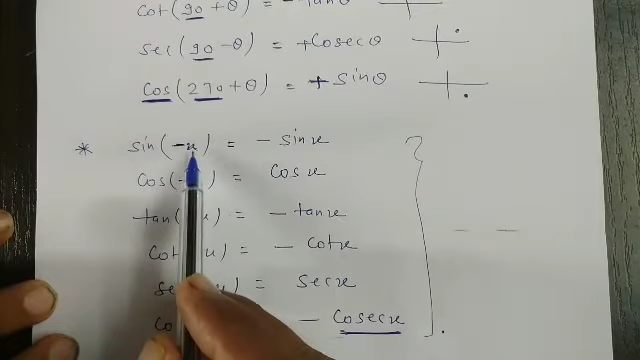 cot(90+θ) = -tanθ
sec(90-θ) = +cosecθ
cos(270+θ) = +sinθ
* sin(-x) = - sinx
cos(- ) = cosx
tan( x) = - tanx
cot( x) = - cotx
se( x) = secx
co - cosecx